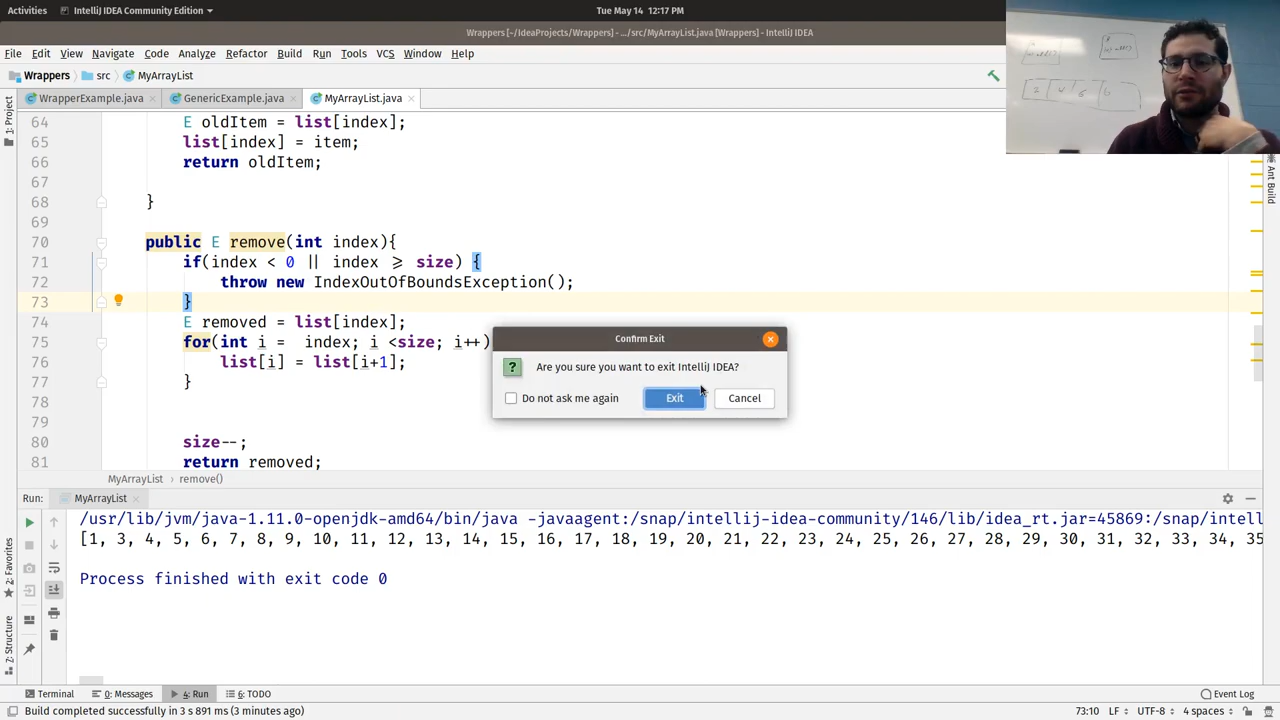 Activities
IntelliJ IDEA Community Edition
Tue May 14 12:17 PM
Wrappers [~/IdeaProjects/Wrappers] - .../src/MyArrayList.java [Wrappers] - IntelliJ IDEA
File Edit View Navigate Code Analyze Refactor Build Run Tools VCS Window Help
Wrappers src MyArrayList
WrapperExample.java GenericExample.java MyArrayList.java
1: Project
Ant Build
64 E oldItem = list[index];
65 list[index] = item;
66 return oldItem;
67
68 }
69
70 public E remove(int index){
71 if(index < 0 || index >= size) {
72 throw new IndexOutOfBoundsException();
73 }
74 E removed = list[index];
75 for(int i = index; i <size; i++)
76 list[i] = list[i+1];
77 }
78
79
80 size--;
81 return removed;
Confirm Exit
Are you sure you want to exit IntelliJ IDEA?
Do not ask me again
Exit
Cancel
MyArrayList remove()
Run: MyArrayList
/usr/lib/jvm/java-1.11.0-openjdk-amd64/bin/java -javaagent:/snap/intellij-idea-community/146/lib/idea_rt.jar=45869:/snap/intell
[1, 3, 4, 5, 6, 7, 8, 9, 10, 11, 12, 13, 14, 15, 16, 17, 18, 19, 20, 21, 22, 23, 24, 25, 26, 27, 28, 29, 30, 31, 32, 33, 34, 35
Process finished with exit code 0
2: Favorites
7: Structure
Terminal 0: Messages 4: Run 6: TODO
Event Log
Build completed successfully in 3 s 891 ms (3 minutes ago)
73:10 LF UTF-8 4 spaces